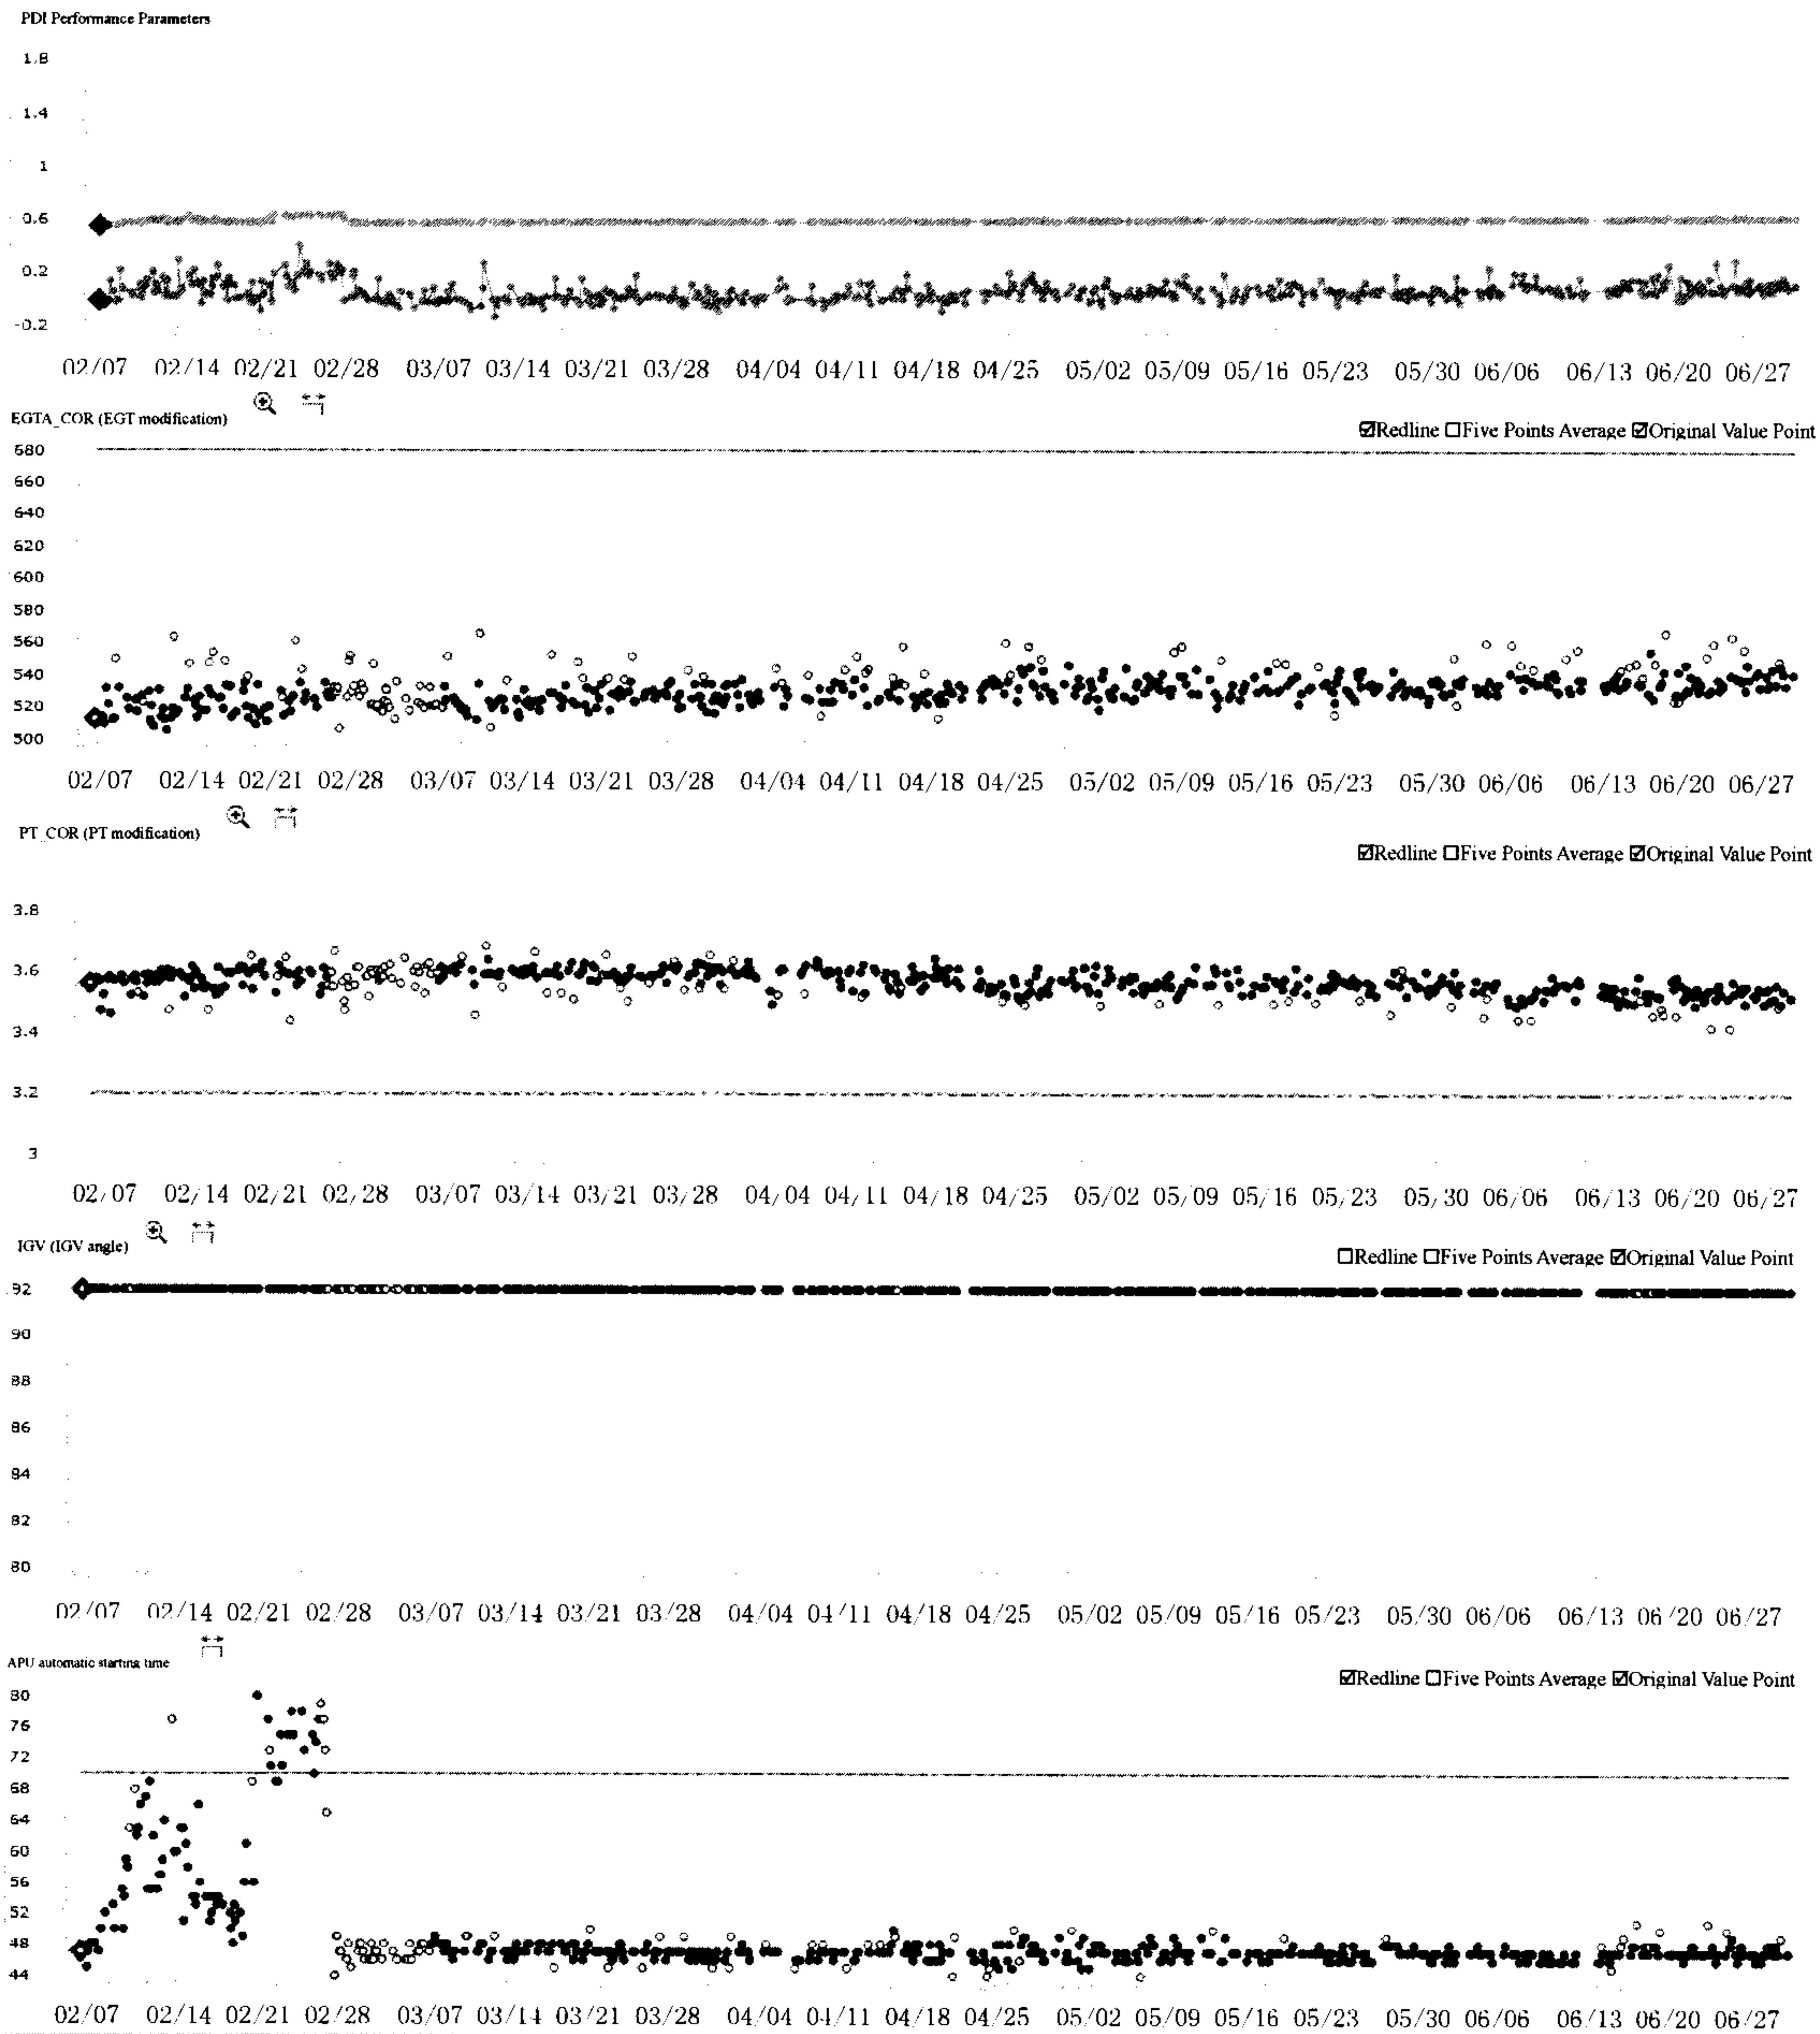 PDI Performance Parameters
1.8
1.4
1
0.6
0.2
-0.2
02/07 02/14 02/21 02/28 03/07 03/14 03/21 03/28 04/04 04/11 04/18 04/25 05/02 05/09 05/16 05/23 05/30 06/06 06/13 06/20 06/27
EGTA_COR (EGT modification)
☑Redline ☐Five Points Average ☑Original Value Point
680
660
640
620
600
580
560
540
520
500
02/07 02/14 02/21 02/28 03/07 03/14 03/21 03/28 04/04 04/11 04/18 04/25 05/02 05/09 05/16 05/23 05/30 06/06 06/13 06/20 06/27
PT_COR (PT modification)
☑Redline ☐Five Points Average ☑Original Value Point
3.8
3.6
3.4
3.2
3
02/07 02/14 02/21 02/28 03/07 03/14 03/21 03/28 04/04 04/11 04/18 04/25 05/02 05/09 05/16 05/23 05/30 06/06 06/13 06/20 06/27
IGV (IGV angle)
☐Redline ☐Five Points Average ☑Original Value Point
92
90
88
86
84
82
80
02/07 02/14 02/21 02/28 03/07 03/14 03/21 03/28 04/04 04/11 04/18 04/25 05/02 05/09 05/16 05/23 05/30 06/06 06/13 06/20 06/27
APU automatic starting time
☑Redline ☐Five Points Average ☑Original Value Point
80
76
72
68
64
60
56
52
48
44
02/07 02/14 02/21 02/28 03/07 03/14 03/21 03/28 04/04 04/11 04/18 04/25 05/02 05/09 05/16 05/23 05/30 06/06 06/13 06/20 06/27